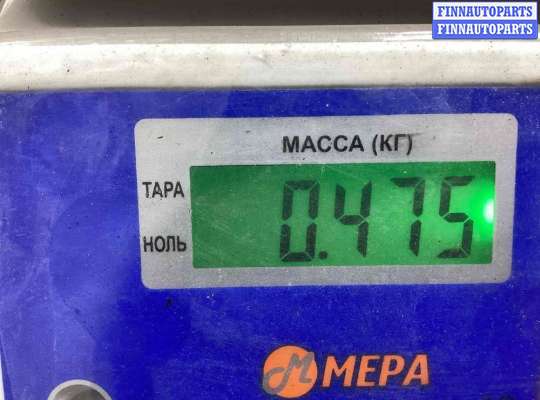 FINNAUTOPARTS
FINNAUTOPARTS
МАССА (КГ)
ТАРА
0.475
НОЛЬ
МЕРА